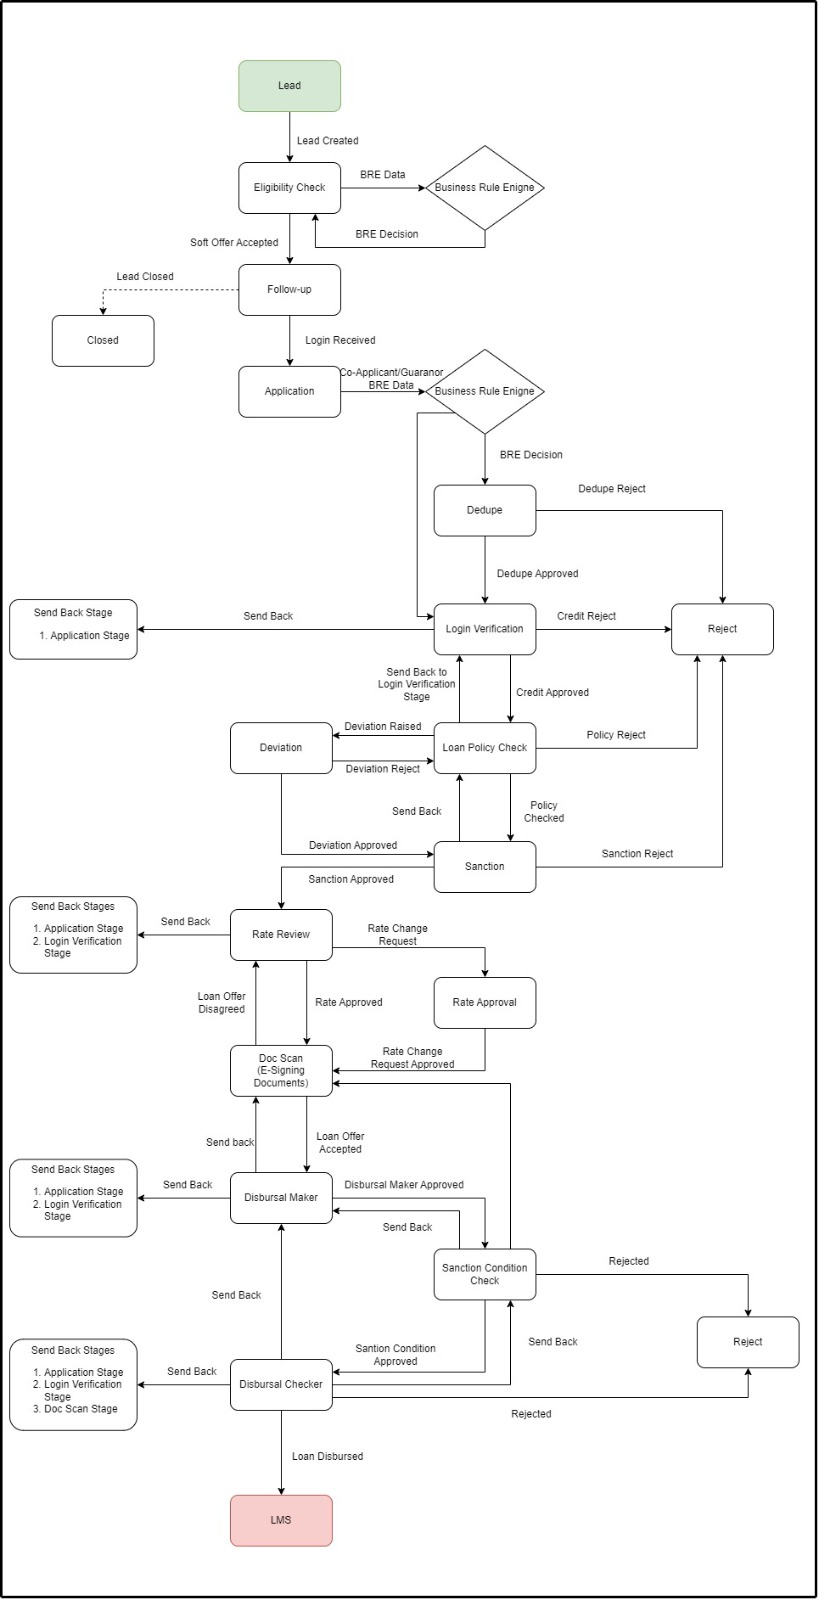 Lead
Lead Created
Eligibility Check
BRE Data
Business Rule Enigne
BRE Decision
Soft Offer Accepted
Lead Closed
Follow-up
Closed
Login Received
Application
Co-Applicant/Guaranor
BRE Data
Business Rule Enigne
BRE Decision
Dedupe Reject
Dedupe
Dedupe Approved
Send Back Stage
1. Application Stage
Send Back
Login Verification
Credit Reject
Reject
Send Back to
Login Verification
Stage
Credit Approved
Deviation Raised
Deviation
Loan Policy Check
Policy Reject
Deviation Reject
Send Back
Policy
Checked
Deviation Approved
Sanction
Sanction Reject
Sanction Approved
Send Back Stages
1. Application Stage
2. Login Verification
Stage
Send Back
Rate Review
Rate Change
Request
Loan Offer
Disagreed
Rate Approved
Rate Approval
Doc Scan
(E-Signing
Documents)
Rate Change
Request Approved
Send back
Loan Offer
Accepted
Send Back Stages
1. Application Stage
2. Login Verification
Stage
Send Back
Disbursal Maker
Disbursal Maker Approved
Send Back
Sanction Condition
Check
Rejected
Send Back
Send Back Stages
1. Application Stage
2. Login Verification
Stage
3. Doc Scan Stage
Send Back
Disbursal Checker
Santion Condition
Approved
Send Back
Reject
Rejected
Loan Disbursed
LMS